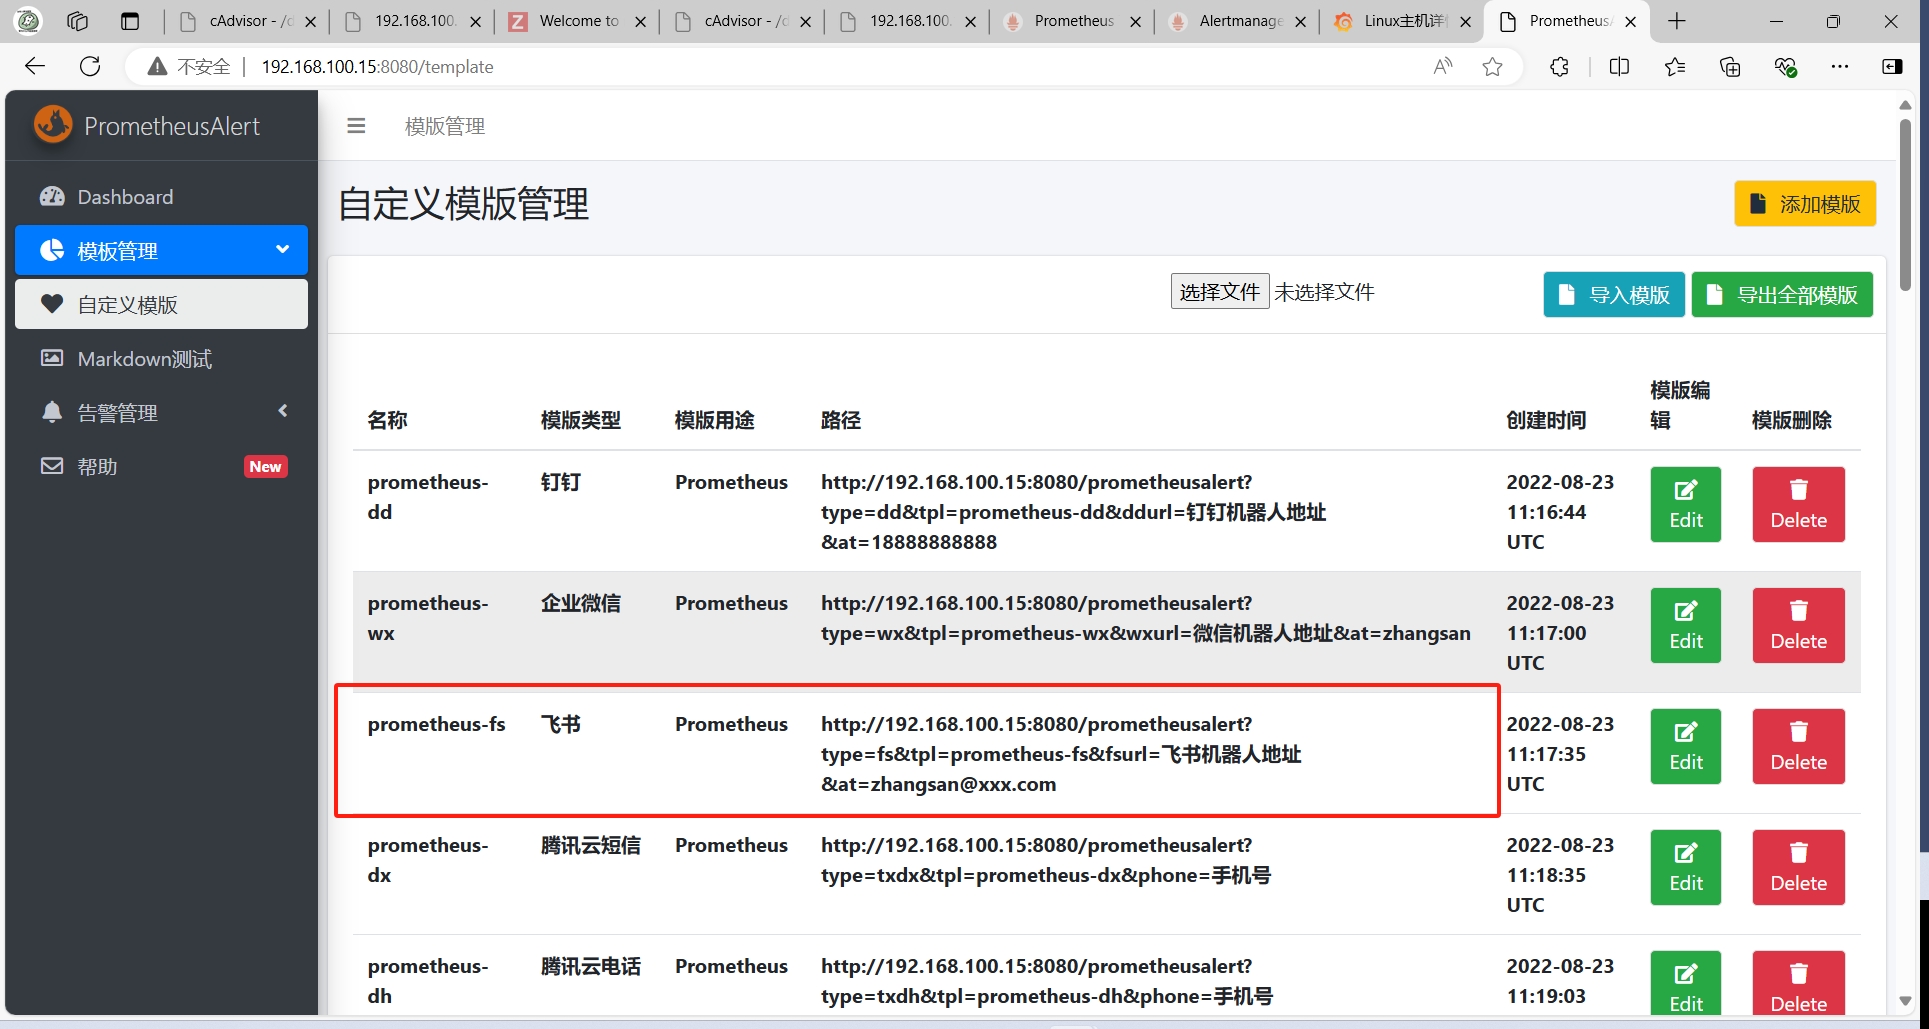 cAdvisor - /d
192.168.100.
Welcome to
cAdvisor - /d
192.168.100.
Prometheus
Alertmanage
Linux主机详情
PrometheusA
不安全
192.168.100.15:8080/template
PrometheusAlert
模版管理
Dashboard
模板管理
自定义模版
Markdown测试
告警管理
帮助
New
自定义模版管理
添加模版
选择文件 未选择文件
导入模版
导出全部模版
名称 模版类型 模版用途 路径 创建时间 模版编辑 模版删除
prometheus-dd 钉钉 Prometheus http://192.168.100.15:8080/prometheusalert?
type=dd&tpl=prometheus-dd&ddurl=钉钉机器人地址
&at=18888888888
2022-08-23
11:16:44
UTC
Edit
Delete
prometheus-wx 企业微信 Prometheus http://192.168.100.15:8080/prometheusalert?
type=wx&tpl=prometheus-wx&wxurl=微信机器人地址&at=zhangsan
2022-08-23
11:17:00
UTC
Edit
Delete
prometheus-fs 飞书 Prometheus http://192.168.100.15:8080/prometheusalert?
type=fs&tpl=prometheus-fs&fsurl=飞书机器人地址
&at=zhangsan@xxx.com
2022-08-23
11:17:35
UTC
Edit
Delete
prometheus-dx 腾讯云短信 Prometheus http://192.168.100.15:8080/prometheusalert?
type=txdx&tpl=prometheus-dx&phone=手机号
2022-08-23
11:18:35
UTC
Edit
Delete
prometheus-dh 腾讯云电话 Prometheus http://192.168.100.15:8080/prometheusalert?
type=txdh&tpl=prometheus-dh&phone=手机号
2022-08-23
11:19:03
Edit
Delete